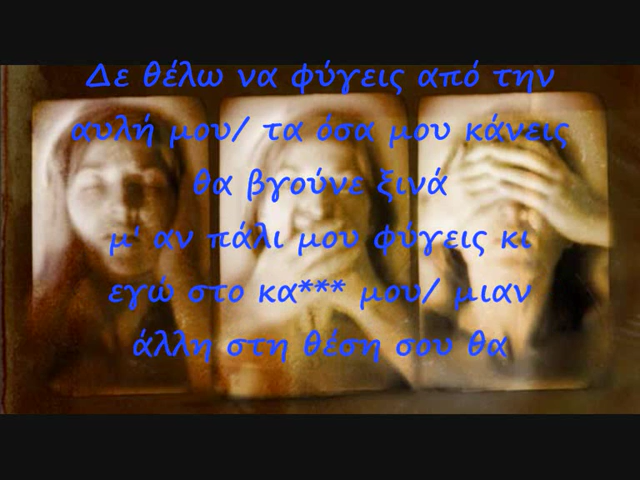 Δε θέλω να φύγεις από την
αυλή μου/ τα όσα μου κάνεις
θα βγούνε ξινά
μ' αν πάλι μου φύγεις κι
εγώ στο κα*** μου/ μιαν
άλλη στη θέση σου θα